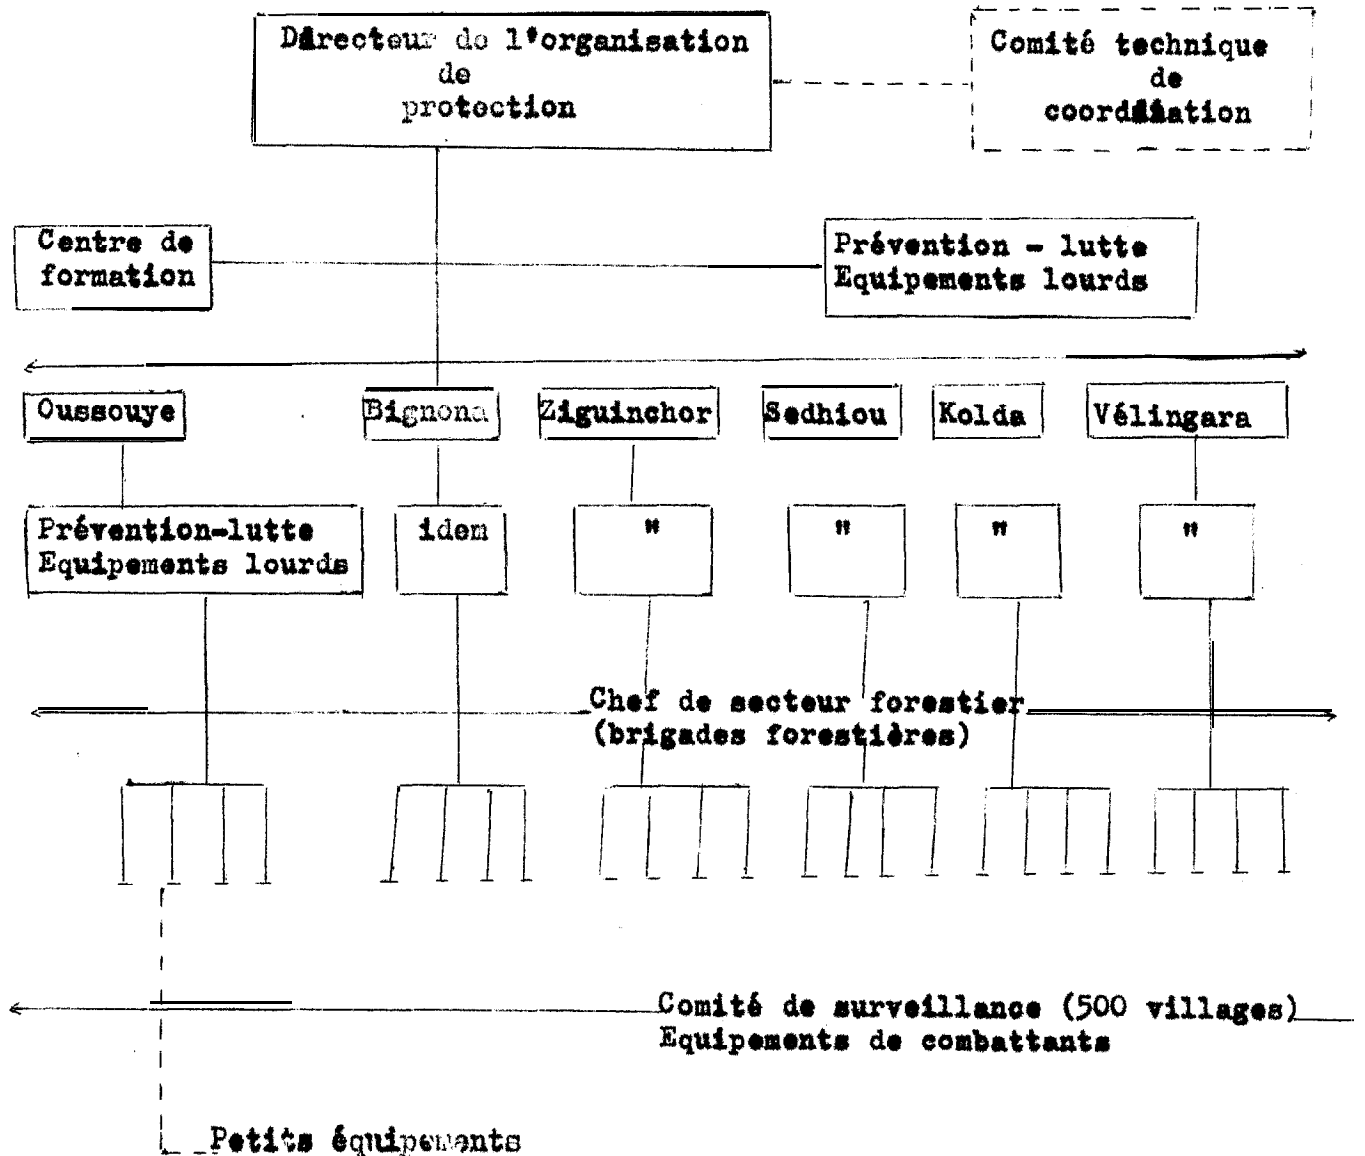 Directeur de l'organisation
de
protection
Comité technique
de
coordination
Centre de
formation
Prévention - lutte
Equipements lourds
Oussouye
Bignona
Ziguinchor
Sedhiou
Kolda
Vélingara
Prévention-lutte
Equipements lourds
idem
"
"
"
"
Chef de secteur forestier
(brigades forestières)
Comité de surveillance (500 villages)
Equipements de combattants
Petits équipements